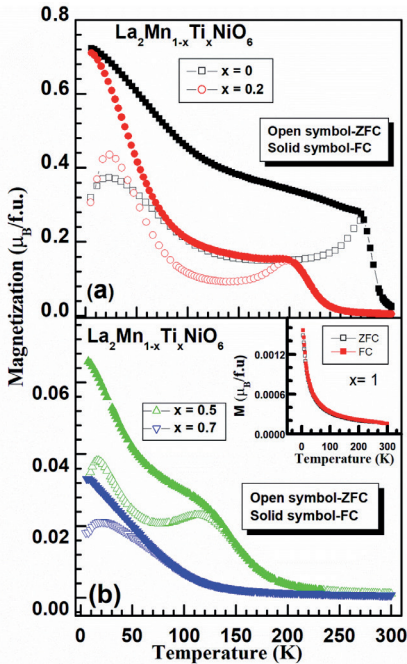 La₂Mn₁₋ₓTiₓNiO₆
x = 0
x = 0.2
Open symbol-ZFC
Solid symbol-FC
(a)
0.8
0.6
0.4
0.2
0.0
Magnetization (μB/f.u.)
La₂Mn₁₋ₓTiₓNiO₆
x = 0.5
x = 0.7
ZFC
FC
x= 1
M (μB/f.u)
0.0012
0.0006
0.0000
0 100 200 300
Temperature (K)
Open symbol-ZFC
Solid symbol-FC
(b)
0.06
0.04
0.02
0.00
0 50 100 150 200 250 300
Temperature (K)